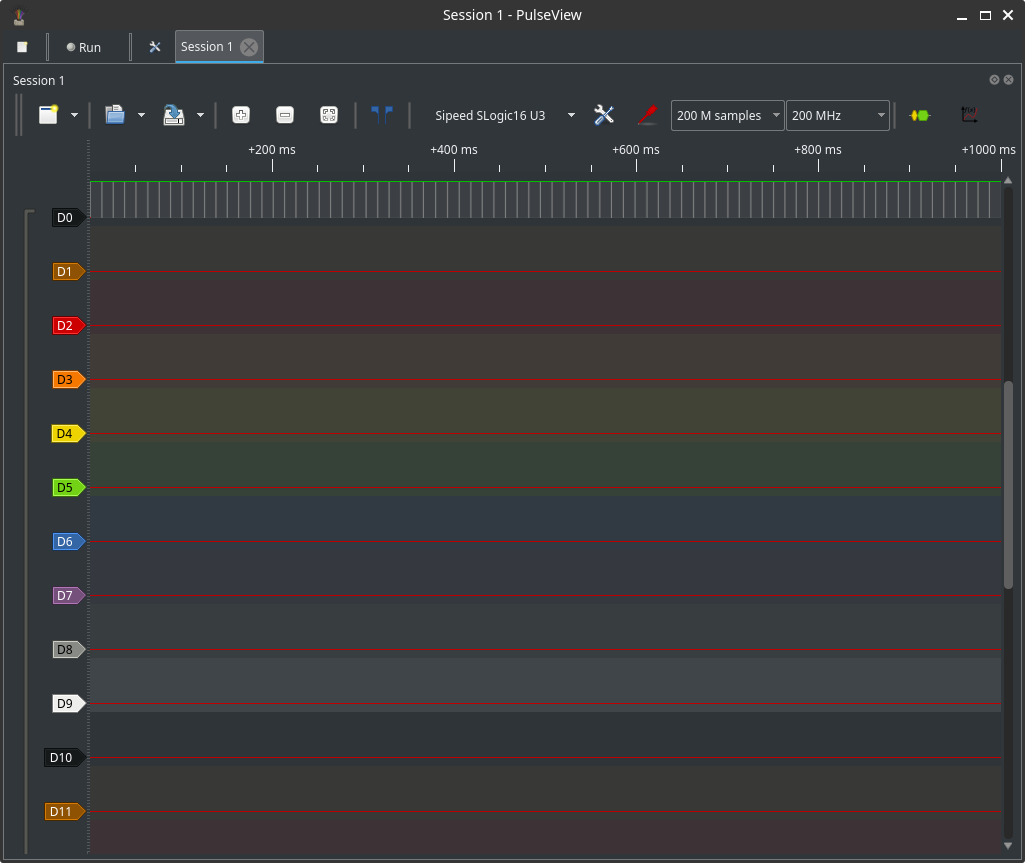 Session 1 - PulseView
Run
Session 1
Session 1
Sipeed SLogic16 U3
200 M samples
200 MHz
+200 ms
+400 ms
+600 ms
+800 ms
+1000 ms
D0
D1
D2
D3
D4
D5
D6
D7
D8
D9
D10
D11